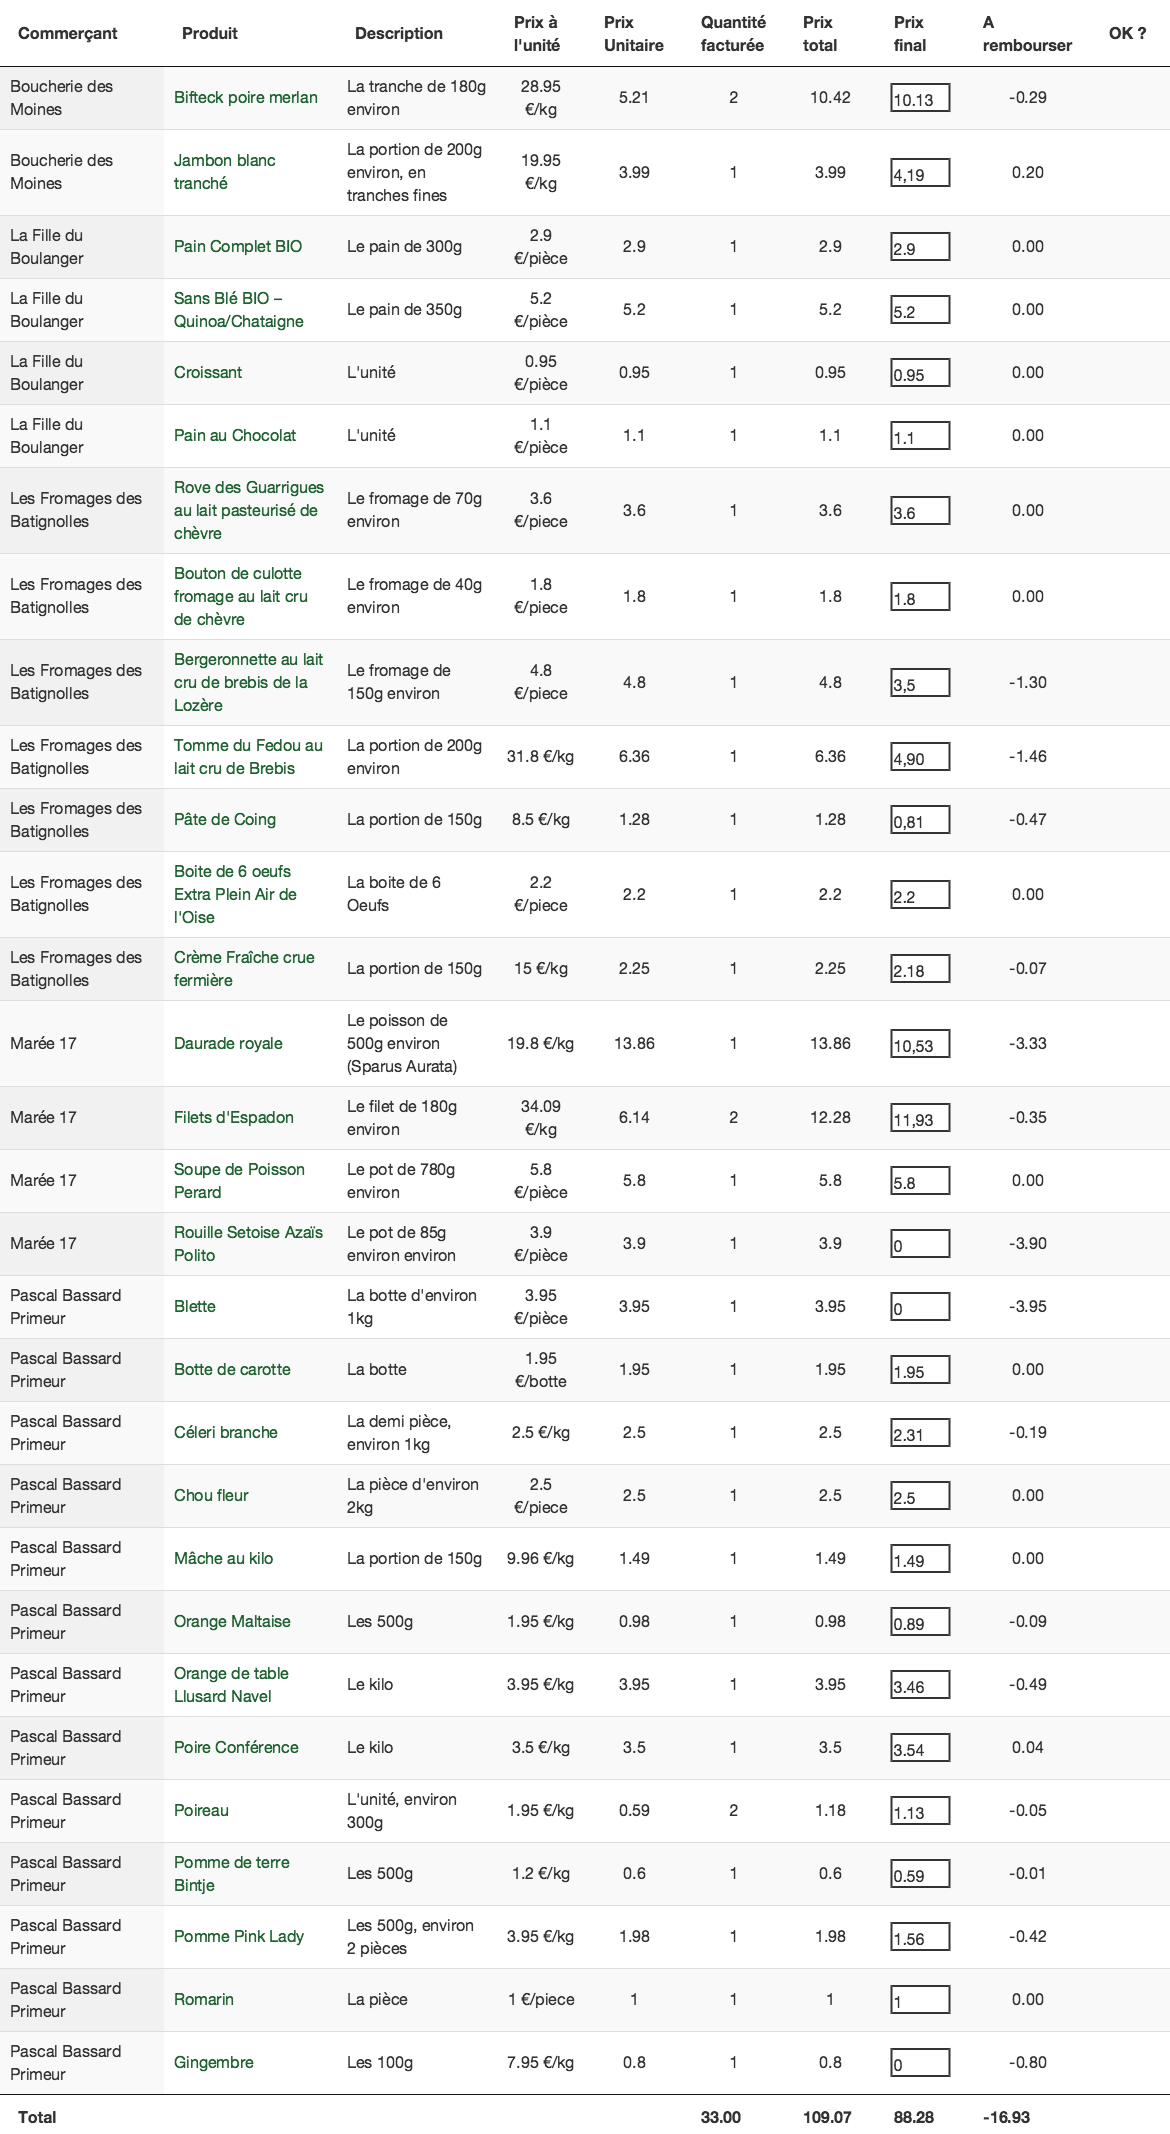 Commerçant Produit Description Prix à l'unité Prix Unitaire Quantité facturée Prix total Prix final A rembourser OK ?
Boucherie des Moines Bifteck poire merlan La tranche de 180g environ 28.95 €/kg 5.21 2 10.42 10.13 -0.29
Boucherie des Moines Jambon blanc tranché La portion de 200g environ, en tranches fines 19.95 €/kg 3.99 1 3.99 4,19 0.20
La Fille du Boulanger Pain Complet BIO Le pain de 300g 2.9 €/pièce 2.9 1 2.9 2.9 0.00
La Fille du Boulanger Sans Blé BIO – Quinoa/Chataigne Le pain de 350g 5.2 €/pièce 5.2 1 5.2 5.2 0.00
La Fille du Boulanger Croissant L'unité 0.95 €/pièce 0.95 1 0.95 0.95 0.00
La Fille du Boulanger Pain au Chocolat L'unité 1.1 €/pièce 1.1 1 1.1 1.1 0.00
Les Fromages des Batignolles Rove des Guarrigues au lait pasteurisé de chèvre Le fromage de 70g environ 3.6 €/piece 3.6 1 3.6 3.6 0.00
Les Fromages des Batignolles Bouton de culotte fromage au lait cru de chèvre Le fromage de 40g environ 1.8 €/piece 1.8 1 1.8 1.8 0.00
Les Fromages des Batignolles Bergeronnette au lait cru de brebis de la Lozère Le fromage de 150g environ 4.8 €/piece 4.8 1 4.8 3,5 -1.30
Les Fromages des Batignolles Tomme du Fedou au lait cru de Brebis La portion de 200g environ 31.8 €/kg 6.36 1 6.36 4,90 -1.46
Les Fromages des Batignolles Pâte de Coing La portion de 150g 8.5 €/kg 1.28 1 1.28 0,81 -0.47
Les Fromages des Batignolles Boite de 6 oeufs Extra Plein Air de l'Oise La boite de 6 Oeufs 2.2 €/piece 2.2 1 2.2 2.2 0.00
Les Fromages des Batignolles Crème Fraîche crue fermière La portion de 150g 15 €/kg 2.25 1 2.25 2.18 -0.07
Marée 17 Daurade royale Le poisson de 500g environ (Sparus Aurata) 19.8 €/kg 13.86 1 13.86 10,53 -3.33
Marée 17 Filets d'Espadon Le filet de 180g environ 34.09 €/kg 6.14 2 12.28 11,93 -0.35
Marée 17 Soupe de Poisson Perard Le pot de 780g environ 5.8 €/pièce 5.8 1 5.8 5.8 0.00
Marée 17 Rouille Setoise Azaïs Polito Le pot de 85g environ environ 3.9 €/pièce 3.9 1 3.9 0 -3.90
Pascal Bassard Primeur Blette La botte d'environ 1kg 3.95 €/pièce 3.95 1 3.95 0 -3.95
Pascal Bassard Primeur Botte de carotte La botte 1.95 €/botte 1.95 1 1.95 1.95 0.00
Pascal Bassard Primeur Céleri branche La demi pièce, environ 1kg 2.5 €/kg 2.5 1 2.5 2.31 -0.19
Pascal Bassard Primeur Chou fleur La pièce d'environ 2kg 2.5 €/piece 2.5 1 2.5 2.5 0.00
Pascal Bassard Primeur Mâche au kilo La portion de 150g 9.96 €/kg 1.49 1 1.49 1.49 0.00
Pascal Bassard Primeur Orange Maltaise Les 500g 1.95 €/kg 0.98 1 0.98 0.89 -0.09
Pascal Bassard Primeur Orange de table Llusard Navel Le kilo 3.95 €/kg 3.95 1 3.95 3.46 -0.49
Pascal Bassard Primeur Poire Conférence Le kilo 3.5 €/kg 3.5 1 3.5 3.54 0.04
Pascal Bassard Primeur Poireau L'unité, environ 300g 1.95 €/kg 0.59 2 1.18 1.13 -0.05
Pascal Bassard Primeur Pomme de terre Bintje Les 500g 1.2 €/kg 0.6 1 0.6 0.59 -0.01
Pascal Bassard Primeur Pomme Pink Lady Les 500g, environ 2 pièces 3.95 €/kg 1.98 1 1.98 1.56 -0.42
Pascal Bassard Primeur Romarin La pièce 1 €/piece 1 1 1 1 0.00
Pascal Bassard Primeur Gingembre Les 100g 7.95 €/kg 0.8 1 0.8 0 -0.80
Total 33.00 109.07 88.28 -16.93